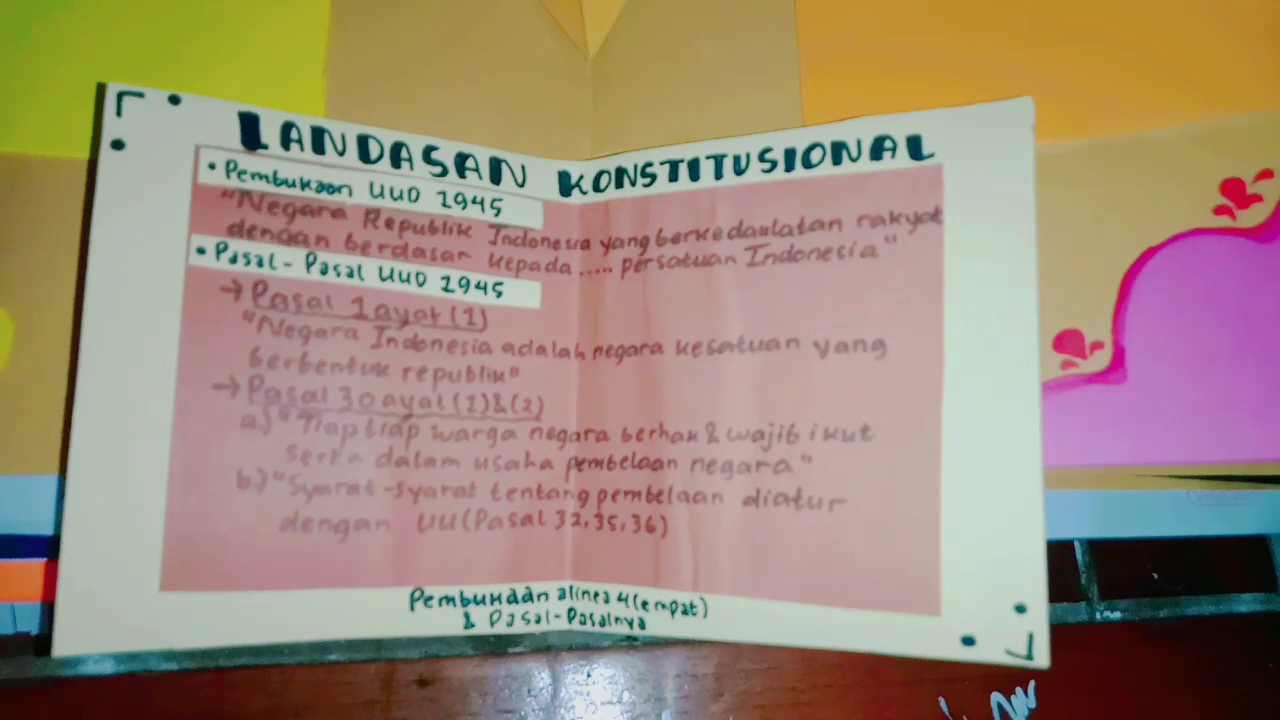 LANDASAN KONSTITUSIONAL
• Pembukaan UUD 1945
"Negara Republik Indonesia yang berkedaulatan rakyat
dengan berdasar kepada ..... persatuan Indonesia"
• Pasal-Pasal UUD 1945
→ Pasal 1 ayat (1)
"Negara Indonesia adalah negara kesatuan yang
berbentuk republik"
→ Pasal 30 ayat (1) & (2)
a.) "Tiap tiap warga negara berhak & wajib ikut
serta dalam usaha pembelaan negara"
b.) "Syarat-syarat tentang pembelaan diatur
dengan UU (Pasal 32, 35, 36)
Pembukaan alinea 4 (empat)
& Pasal-Pasalnya